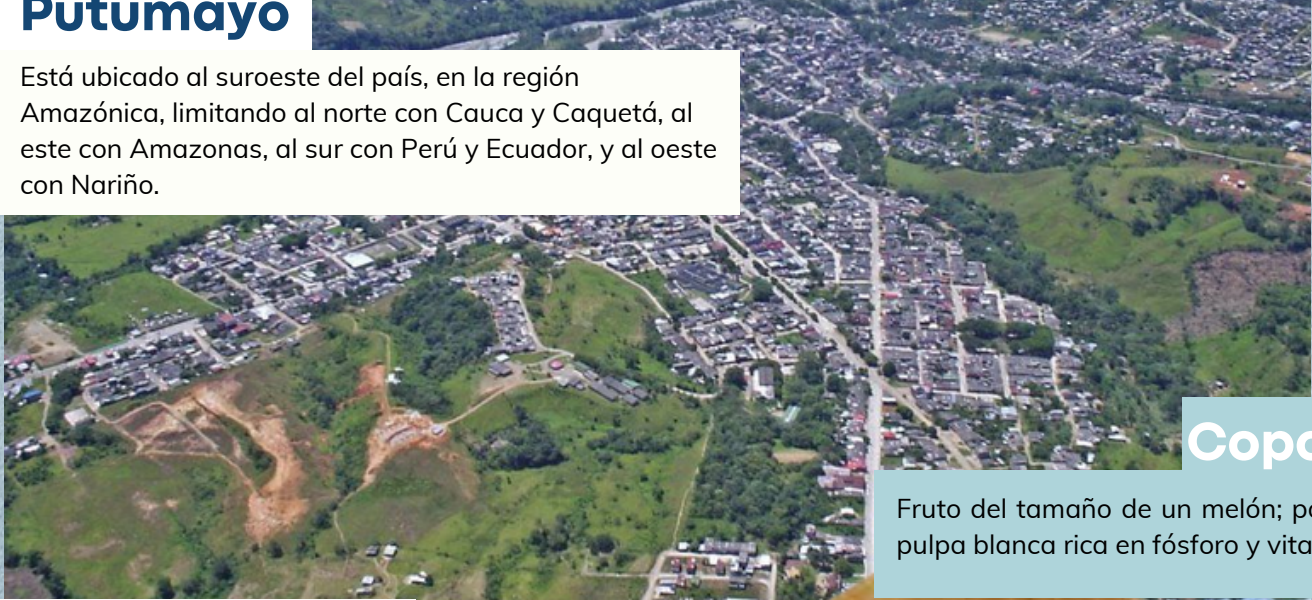 Putumayo
Está ubicado al suroeste del país, en la región
Amazónica, limitando al norte con Cauca y Caquetá, al
este con Amazonas, al sur con Perú y Ecuador, y al oeste
con Nariño.
Fruto del tamaño de un melón;
pulpa blanca rica en fósforo y